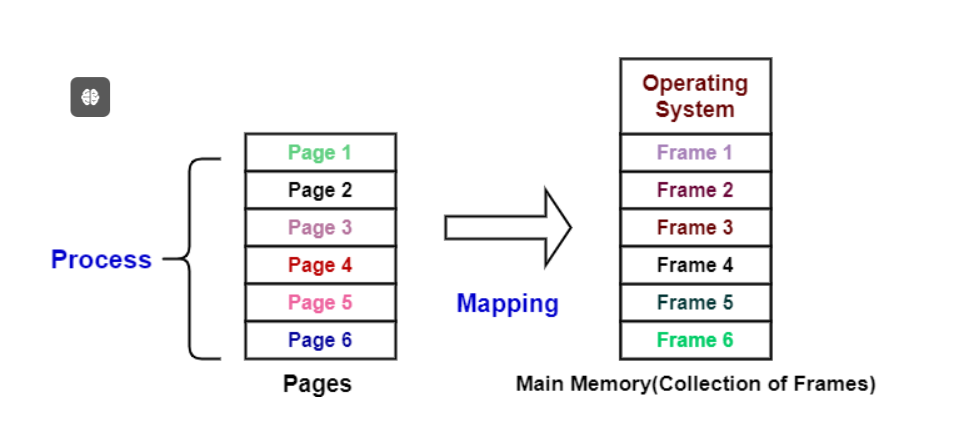 Operating
System
Page 1
Page 2
Page 3
Page 4
Page 5
Page 6
Process
Mapping
Frame 1
Frame 2
Frame 3
Frame 4
Frame 5
Frame 6
Pages
Main Memory(Collection of Frames)